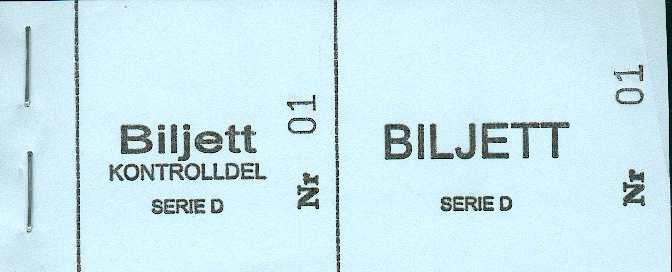 Biljett
KONTROLLDEL
SERIE D
Nr 01
BILJETT
SERIE D
Nr 01